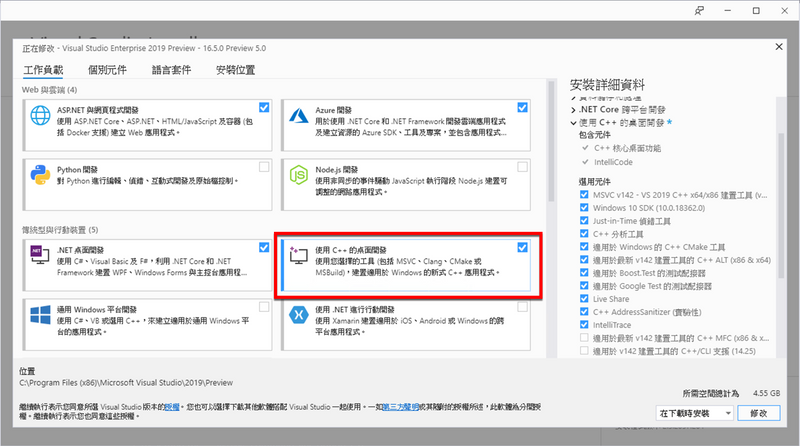 正在修改 - Visual Studio Enterprise 2019 Preview - 16.5.0 Preview 5.0
工作負載
個別元件
語言套件
安裝位置
Web 與雲端 (4)
ASP.NET 與網頁程式開發
使用 ASP.NET Core、ASP.NET、HTML/JavaScript 及容器 (包
括 Docker 支援) 建立 Web 應用程式。
Azure 開發
用於使用 .NET Core 和 .NET Framework 開發雲端應用程式
及建立資源的 Azure SDK、工具及專案，並包含應用程式...
Python 開發
對 Python 進行編輯、偵錯、互動式開發及原始檔控制。
Node.js 開發
使用非同步的事件驅動 JavaScript 執行階段 Node.js 建置可
調整的網路應用程式。
傳統型與行動裝置 (5)
.NET 桌面開發
使用 C#、Visual Basic 及 F#，利用 .NET Core 和 .NET
Framework 建置 WPF、Windows Forms 與主控台應用程...
使用 C++ 的桌面開發
使用您選擇的工具 (包括 MSVC、Clang、CMake 或
MSBuild)，建置適用於 Windows 的新式 C++ 應用程式。
通用 Windows 平台開發
使用 C#、VB 或選用 C++，來建立適用於通用 Windows 平
台的應用程式。
使用 .NET 進行行動開發
使用 Xamarin 建置適用於 iOS、Android 或 Windows 的跨
平台應用程式。
安裝詳細資料
.NET Core 跨平台開發
使用 C++ 的桌面開發 *
包含元件
C++ 核心桌面功能
IntelliCode
選用元件
MSVC v142 - VS 2019 C++ x64/x86 建置工具 (v...
Windows 10 SDK (10.0.18362.0)
Just-in-Time 偵錯工具
C++ 分析工具
適用於 Windows 的 C++ CMake 工具
適用於最新 v142 建置工具的 C++ ALT (x86 & x64)
適用於 Boost.Test 的測試配接器
適用於 Google Test 的測試配接器
Live Share
C++ AddressSanitizer (實驗性)
IntelliTrace
適用於最新 v142 建置工具的 C++ MFC (x86 & x...
適用於 v142 建置工具的 C++/CLI 支援 (14.25)
位置
C:\Program Files (x86)\Microsoft Visual Studio\2019\Preview
所需空間總計為 4.55 GB
繼續執行表示您同意所選 Visual Studio 版本的授權。您也可以選擇下載其他軟體搭配 Visual Studio 一起使用。一如第三方聲明或其隨附的授權所述，此軟體為分開授
權。繼續執行表示您也同意這些授權。
在下載時安裝
修改